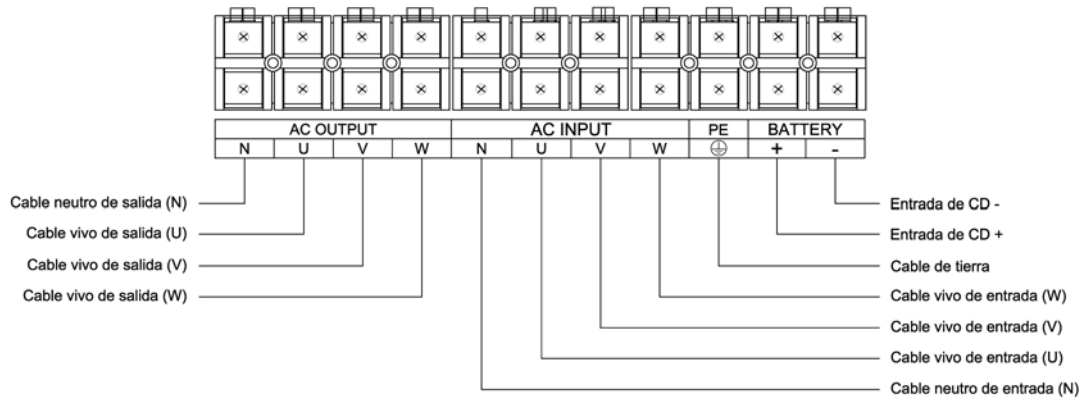 AC OUTPUT AC INPUT PE BATTERY
N U V W N U V W + -
Cable neutro de salida (N)
Cable vivo de salida (U)
Cable vivo de salida (V)
Cable vivo de salida (W)
Entrada de CD -
Entrada de CD +
Cable de tierra
Cable vivo de entrada (W)
Cable vivo de entrada (V)
Cable vivo de entrada (U)
Cable neutro de entrada (N)